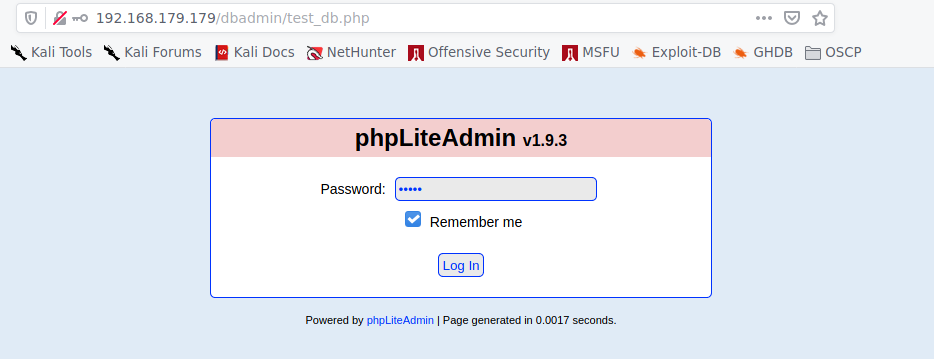 192.168.179.179/dbadmin/test_db.php
Kali Tools Kali Forums Kali Docs NetHunter Offensive Security MSFU Exploit-DB GHDB OSCP
phpLiteAdmin v1.9.3
Password: •••••
Remember me
Log In
Powered by phpLiteAdmin | Page generated in 0.0017 seconds.